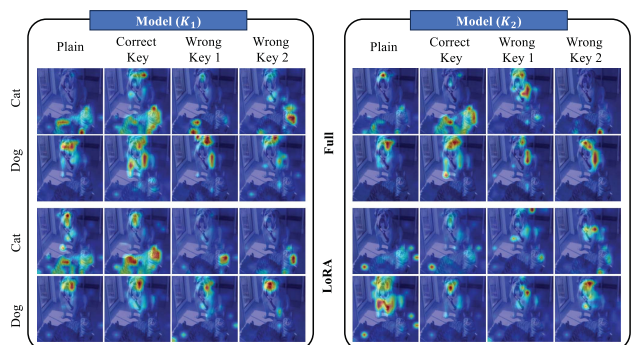 Model (K₁)
Plain
Correct
Key
Wrong
Key 1
Wrong
Key 2
Cat
Dog
Cat
Dog
Full
LoRA
Model (K₂)
Plain
Correct
Key
Wrong
Key 1
Wrong
Key 2